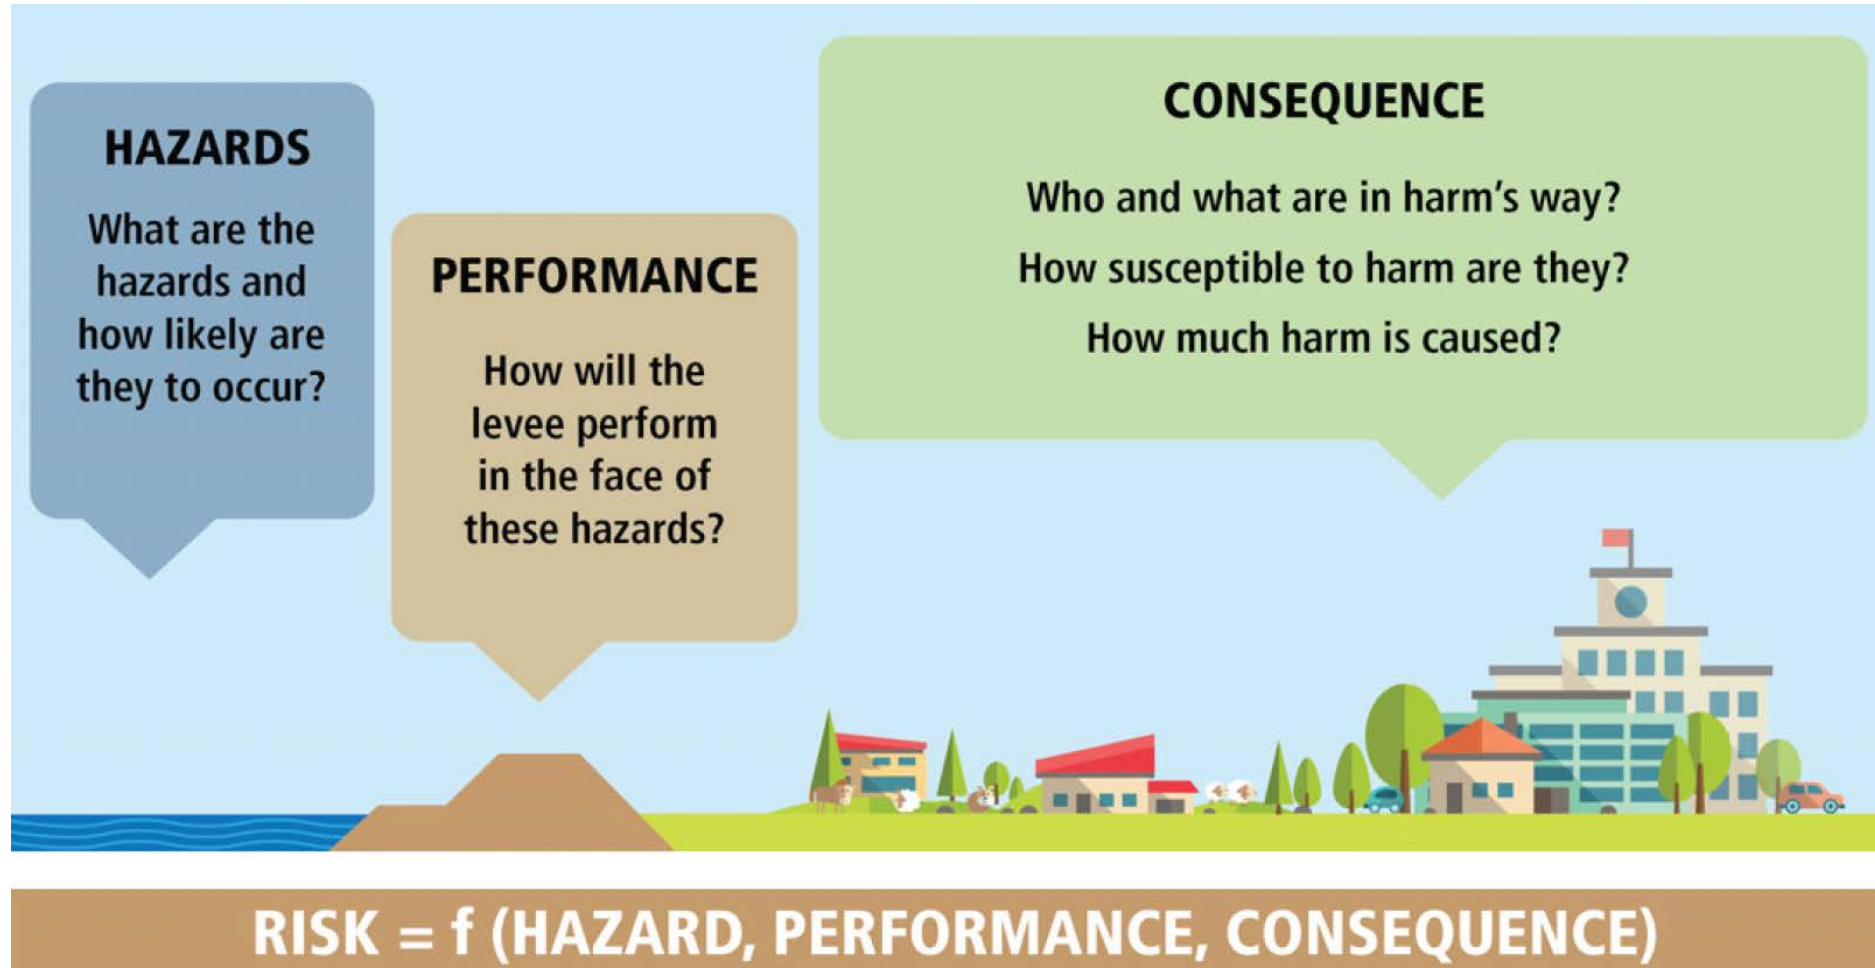 HAZARDS
What are the
hazards and
how likely are
they to occur?
PERFORMANCE
How will the
levee perform
in the face of
these hazards?
CONSEQUENCE
Who and what are in harm’s way?
How susceptible to harm are they?
How much harm is caused?
RISK = f (HAZARD, PERFORMANCE, CONSEQUENCE)